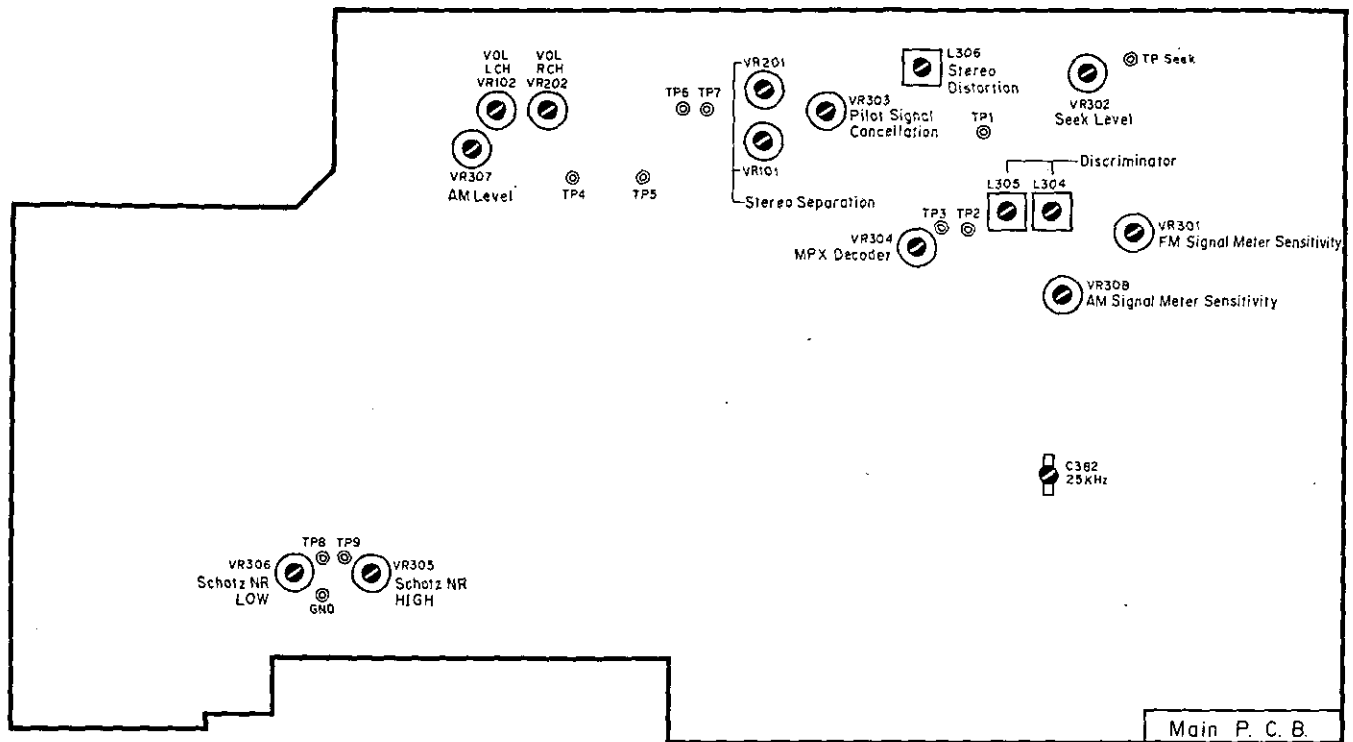 VOL
LCH
VR102
VOL
RCH
VR202
VR307
AM Level
TP4
TP5
TP6
TP7
VR201
VR101
Stereo Separation
VR303
Pilot Signal
Cancellation
L306
Stereo
Distortion
TP1
TP Seek
VR302
Seek Level
Discriminator
L305
L304
TP3
TP2
VR304
MPX Decoder
VR301
FM Signal Meter Sensitivity
VR308
AM Signal Meter Sensitivity
C382
25KHz
TP8
TP9
VR306
Schotz NR
LOW
GND
VR305
Schotz NR
HIGH
Main P. C. B.